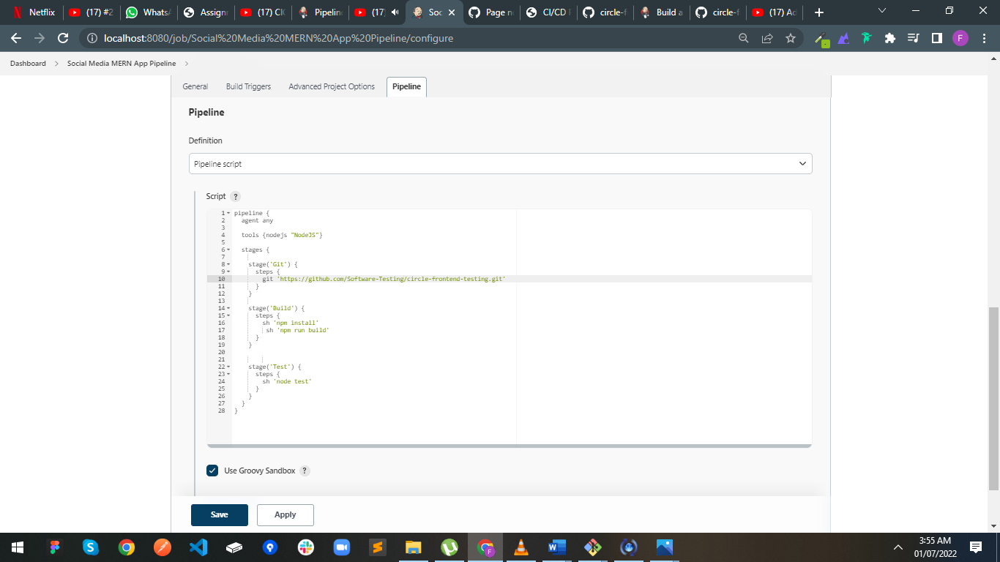 Netflix
(17) #2
WhatsA
Assignm
(17) CI
Pipelin
(17)
Soc
Page n
CI/CD P
circle-f
Build a
circle-f
(17) Ad
localhost:8080/job/Social%20Media%20MERN%20App%20Pipeline/configure
F
Dashboard
Social Media MERN App Pipeline
General
Build Triggers
Advanced Project Options
Pipeline
Pipeline
Definition
Pipeline script
Script ?
1 pipeline {
2 agent any
3
4 tools {nodejs "NodeJS"}
5
6 stages {
7
8 stage('Git') {
9 steps {
10 git 'https://github.com/Software-Testing/circle-frontend-testing.git'
11 }
12 }
13
14 stage('Build') {
15 steps {
16 sh 'npm install'
17 sh 'npm run build'
18 }
19 }
20
21
22 stage('Test') {
23 steps {
24 sh 'node test'
25 }
26 }
27 }
28 }
Use Groovy Sandbox ?
Save
Apply
3:55 AM
01/07/2022